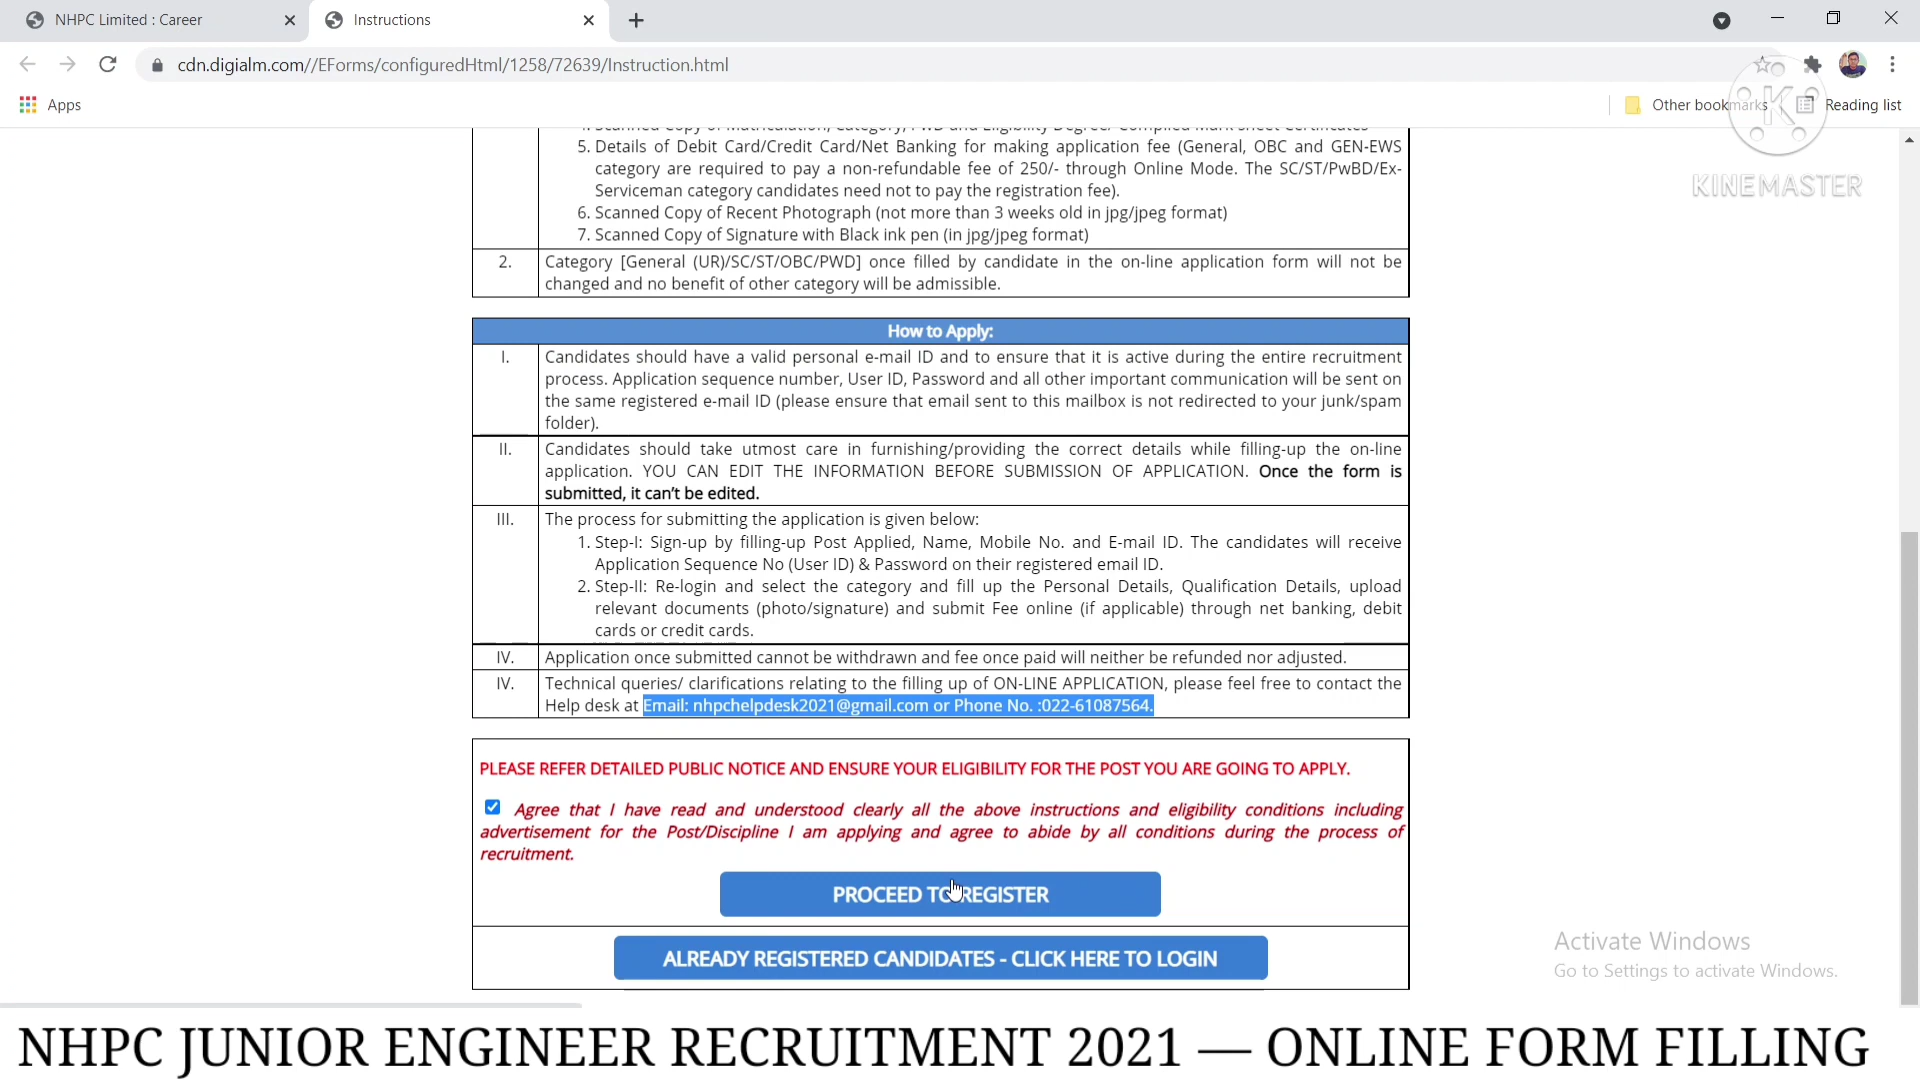 NHPC Limited : Career
Instructions
cdn.digialm.com//EForms/configuredHtml/1258/72639/Instruction.html
Apps
Other bookmarks
Reading list
KINEMASTER
5. Details of Debit Card/Credit Card/Net Banking for making application fee (General, OBC and GEN-EWS
category are required to pay a non-refundable fee of 250/- through Online Mode. The SC/ST/PwBD/Ex-
Serviceman category candidates need not to pay the registration fee).
6. Scanned Copy of Recent Photograph (not more than 3 weeks old in jpg/jpeg format)
7. Scanned Copy of Signature with Black ink pen (in jpg/jpeg format)
2. Category [General (UR)/SC/ST/OBC/PWD] once filled by candidate in the on-line application form will not be
changed and no benefit of other category will be admissible.
How to Apply:
I. Candidates should have a valid personal e-mail ID and to ensure that it is active during the entire recruitment
process. Application sequence number, User ID, Password and all other important communication will be sent on
the same registered e-mail ID (please ensure that email sent to this mailbox is not redirected to your junk/spam
folder).
II. Candidates should take utmost care in furnishing/providing the correct details while filling-up the on-line
application. YOU CAN EDIT THE INFORMATION BEFORE SUBMISSION OF APPLICATION. Once the form is
submitted, it can't be edited.
III. The process for submitting the application is given below:
1. Step-I: Sign-up by filling-up Post Applied, Name, Mobile No. and E-mail ID. The candidates will receive
Application Sequence No (User ID) & Password on their registered email ID.
2. Step-II: Re-login and select the category and fill up the Personal Details, Qualification Details, upload
relevant documents (photo/signature) and submit Fee online (if applicable) through net banking, debit
cards or credit cards.
IV. Application once submitted cannot be withdrawn and fee once paid will neither be refunded nor adjusted.
IV. Technical queries/ clarifications relating to the filling up of ON-LINE APPLICATION, please feel free to contact the
Help desk at Email: nhpchelpdesk2021@gmail.com or Phone No. :022-61087564.
PLEASE REFER DETAILED PUBLIC NOTICE AND ENSURE YOUR ELIGIBILITY FOR THE POST YOU ARE GOING TO APPLY.
Agree that I have read and understood clearly all the above instructions and eligibility conditions including
advertisement for the Post/Discipline I am applying and agree to abide by all conditions during the process of
recruitment.
PROCEED TO REGISTER
ALREADY REGISTERED CANDIDATES - CLICK HERE TO LOGIN
Activate Windows
Go to Settings to activate Windows.
NHPC JUNIOR ENGINEER RECRUITMENT 2021 — ONLINE FORM FILLING